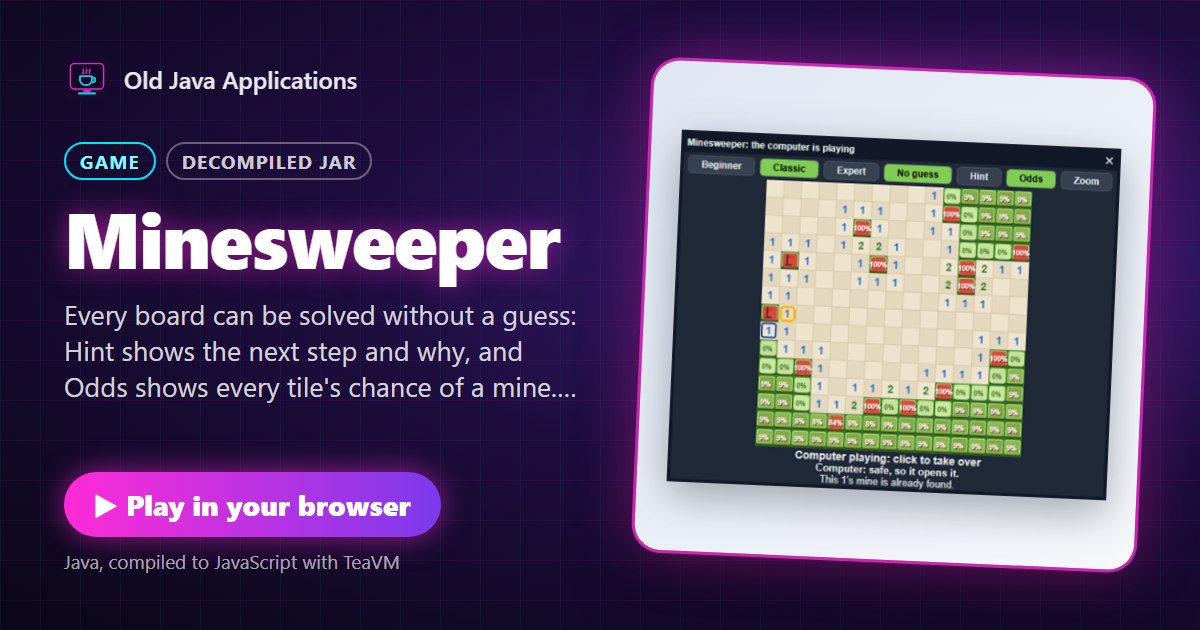 Old Java Applications
GAME
DECOMPILED JAR
Minesweeper
Every board can be solved without a guess:
Hint shows the next step and why, and
Odds shows every tile's chance of a mine....
▶ Play in your browser
Java, compiled to JavaScript with TeaVM
Minesweeper: the computer is playing
Beginner Classic Expert No guess Hint Odds Zoom
Computer playing: click to take over
Computer: safe, so it opens it.
This 1's mine is already found.